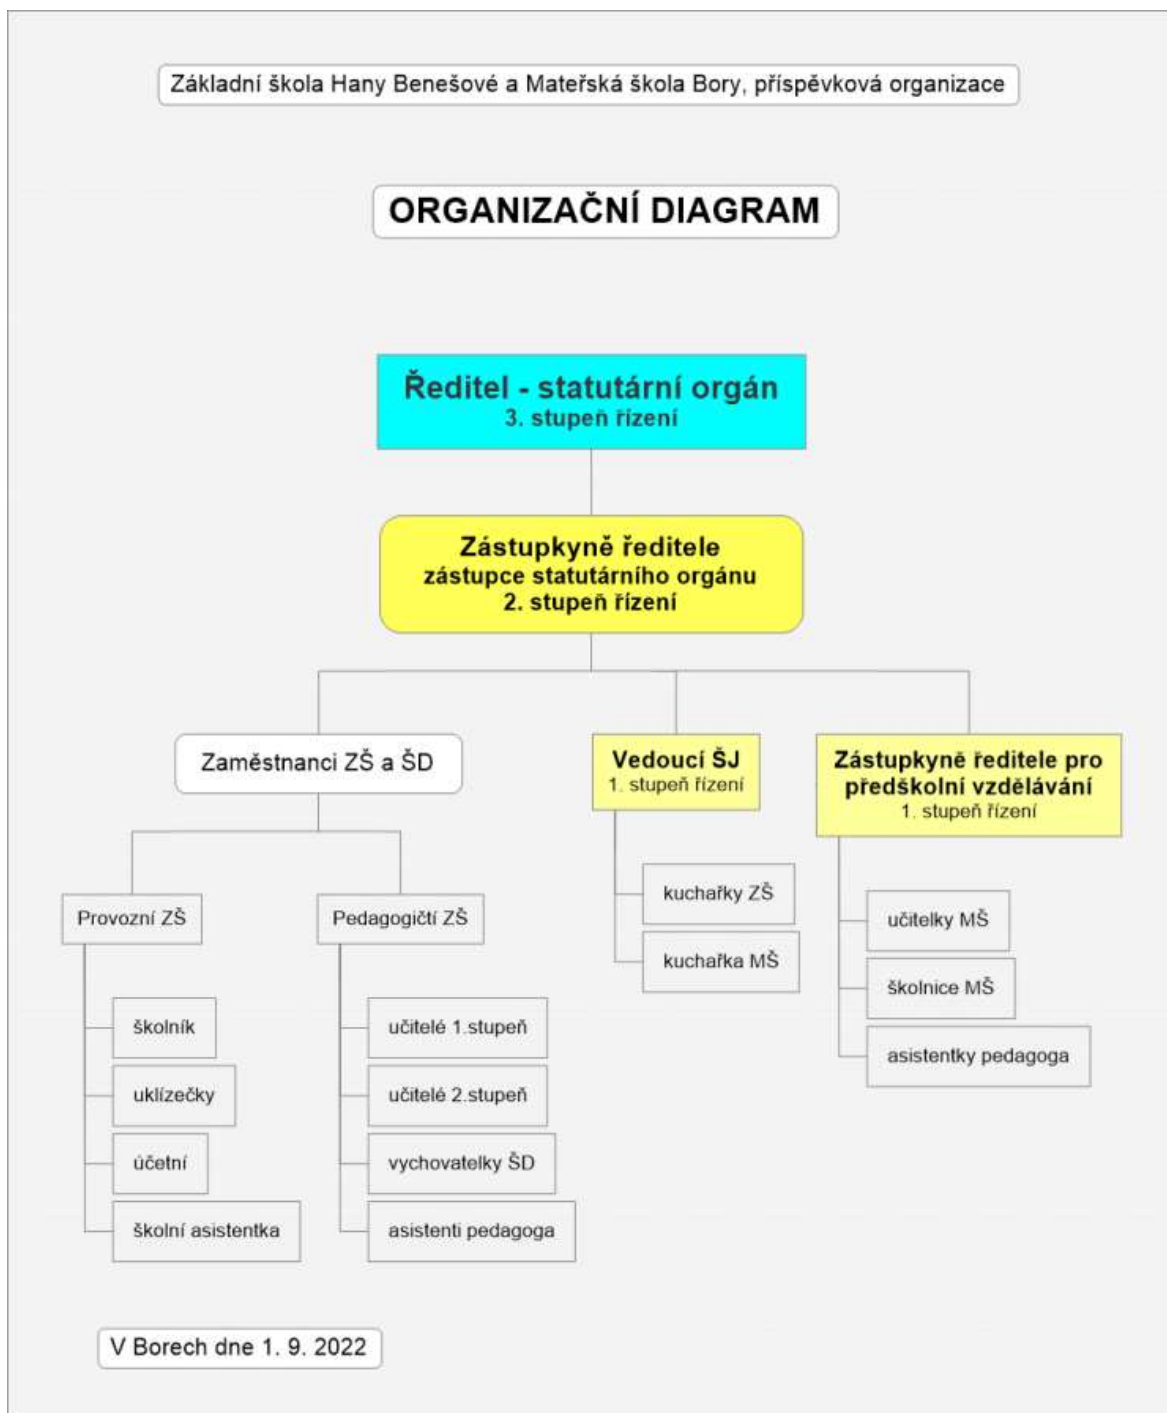 Základní škola Hany Benešové a Mateřská škola Bory, příspěvková organizace
ORGANIZAČNÍ DIAGRAM
Ředitel - statutární orgán
3. stupeň řízení
Zástupkyně ředitele
zástupce statutárního orgánu
2. stupeň řízení
Zaměstnanci ZŠ a ŠD
Provozní ZŠ
školník
uklízečky
účetní
školní asistentka
Pedagogičtí ZŠ
učitelé 1.stupeň
učitelé 2.stupeň
vychovatelky ŠD
asistenti pedagoga
Vedoucí ŠJ
1. stupeň řízení
kuchařky ZŠ
kuchařka MŠ
Zástupkyně ředitele pro
předškolní vzdělávání
1. stupeň řízení
učitelky MŠ
školnice MŠ
asistentky pedagoga
V Borech dne 1. 9. 2022